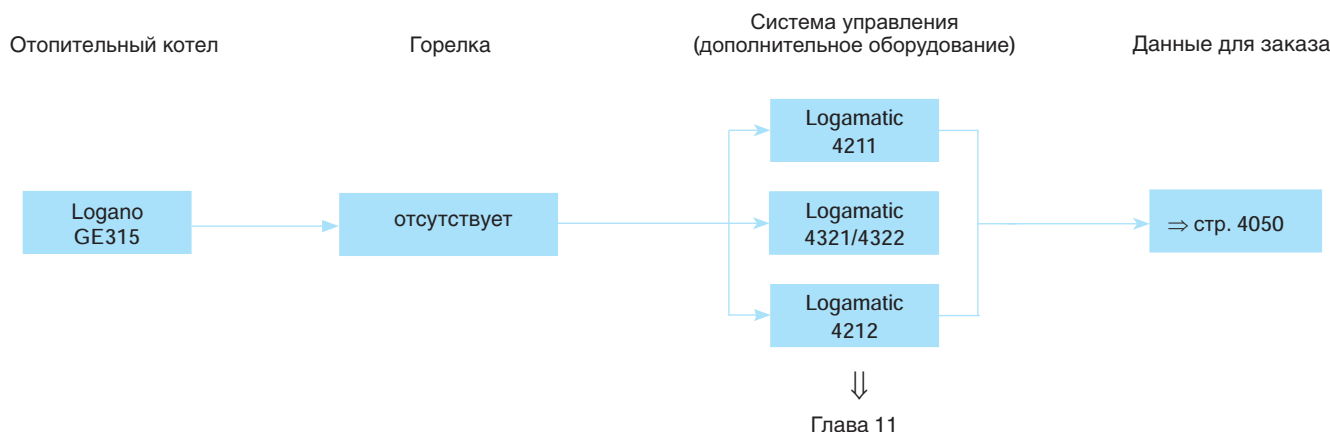 Отопительный котел
Горелка
Система управления
(дополнительное оборудование)
Данные для заказа
Logano
GE315
отсутствует
Logamatic
4211
Logamatic
4321/4322
Logamatic
4212
⇒ стр. 4050
⇓
Глава 11